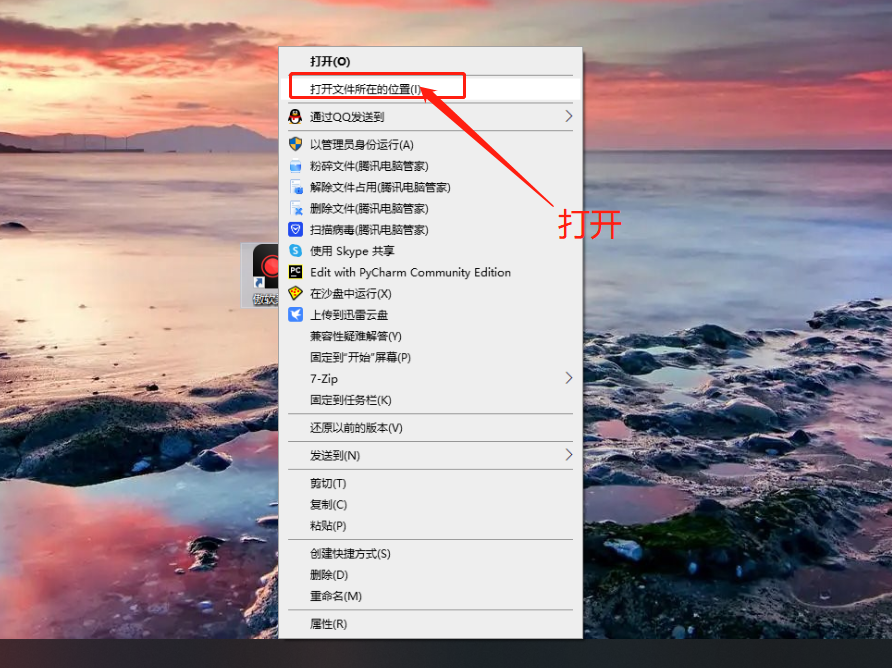 打开(O)
打开文件所在的位置(I)
通过QQ发送到
以管理员身份运行(A)
粉碎文件(腾讯电脑管家)
解除文件占用(腾讯电脑管家)
删除文件(腾讯电脑管家)
打开
扫描病毒(腾讯电脑管家)
使用 Skype 共享
PC Edit with PyCharm Community Edition
在沙盘中运行(X)
上传到迅雷云盘
兼容性疑难解答(Y)
固定到"开始"屏幕(P)
7-Zip
固定到任务栏(K)
还原以前的版本(V)
发送到(N)
剪切(T)
复制(C)
粘贴(P)
创建快捷方式(S)
删除(D)
重命名(M)
属性(R)